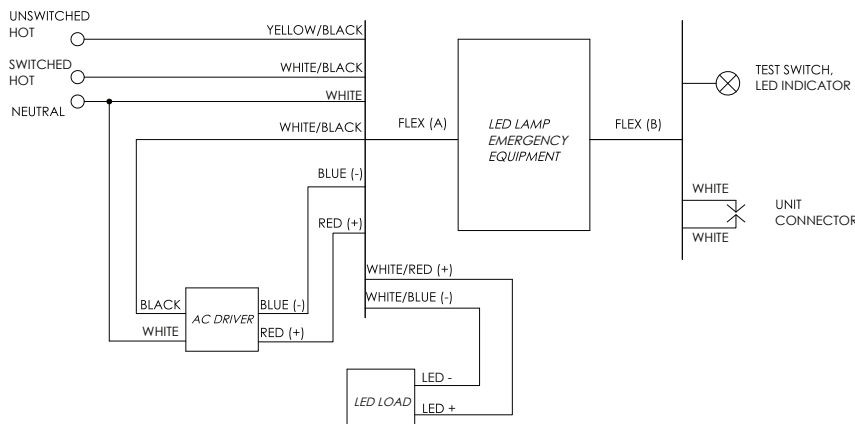 UNSWITCHED
HOT
YELLOW/BLACK
SWITCHED
HOT
WHITE/BLACK
NEUTRAL
WHITE
WHITE/BLACK
FLEX (A)
LED LAMP
EMERGENCY
EQUIPMENT
FLEX (B)
TEST SWITCH,
LED INDICATOR
BLUE (-)
RED (+)
WHITE
UNIT
CONNECTOR
WHITE
WHITE/RED (+)
WHITE/BLUE (-)
BLACK
WHITE
AC DRIVER
BLUE (-)
RED (+)
LED -
LED +
LED LOAD